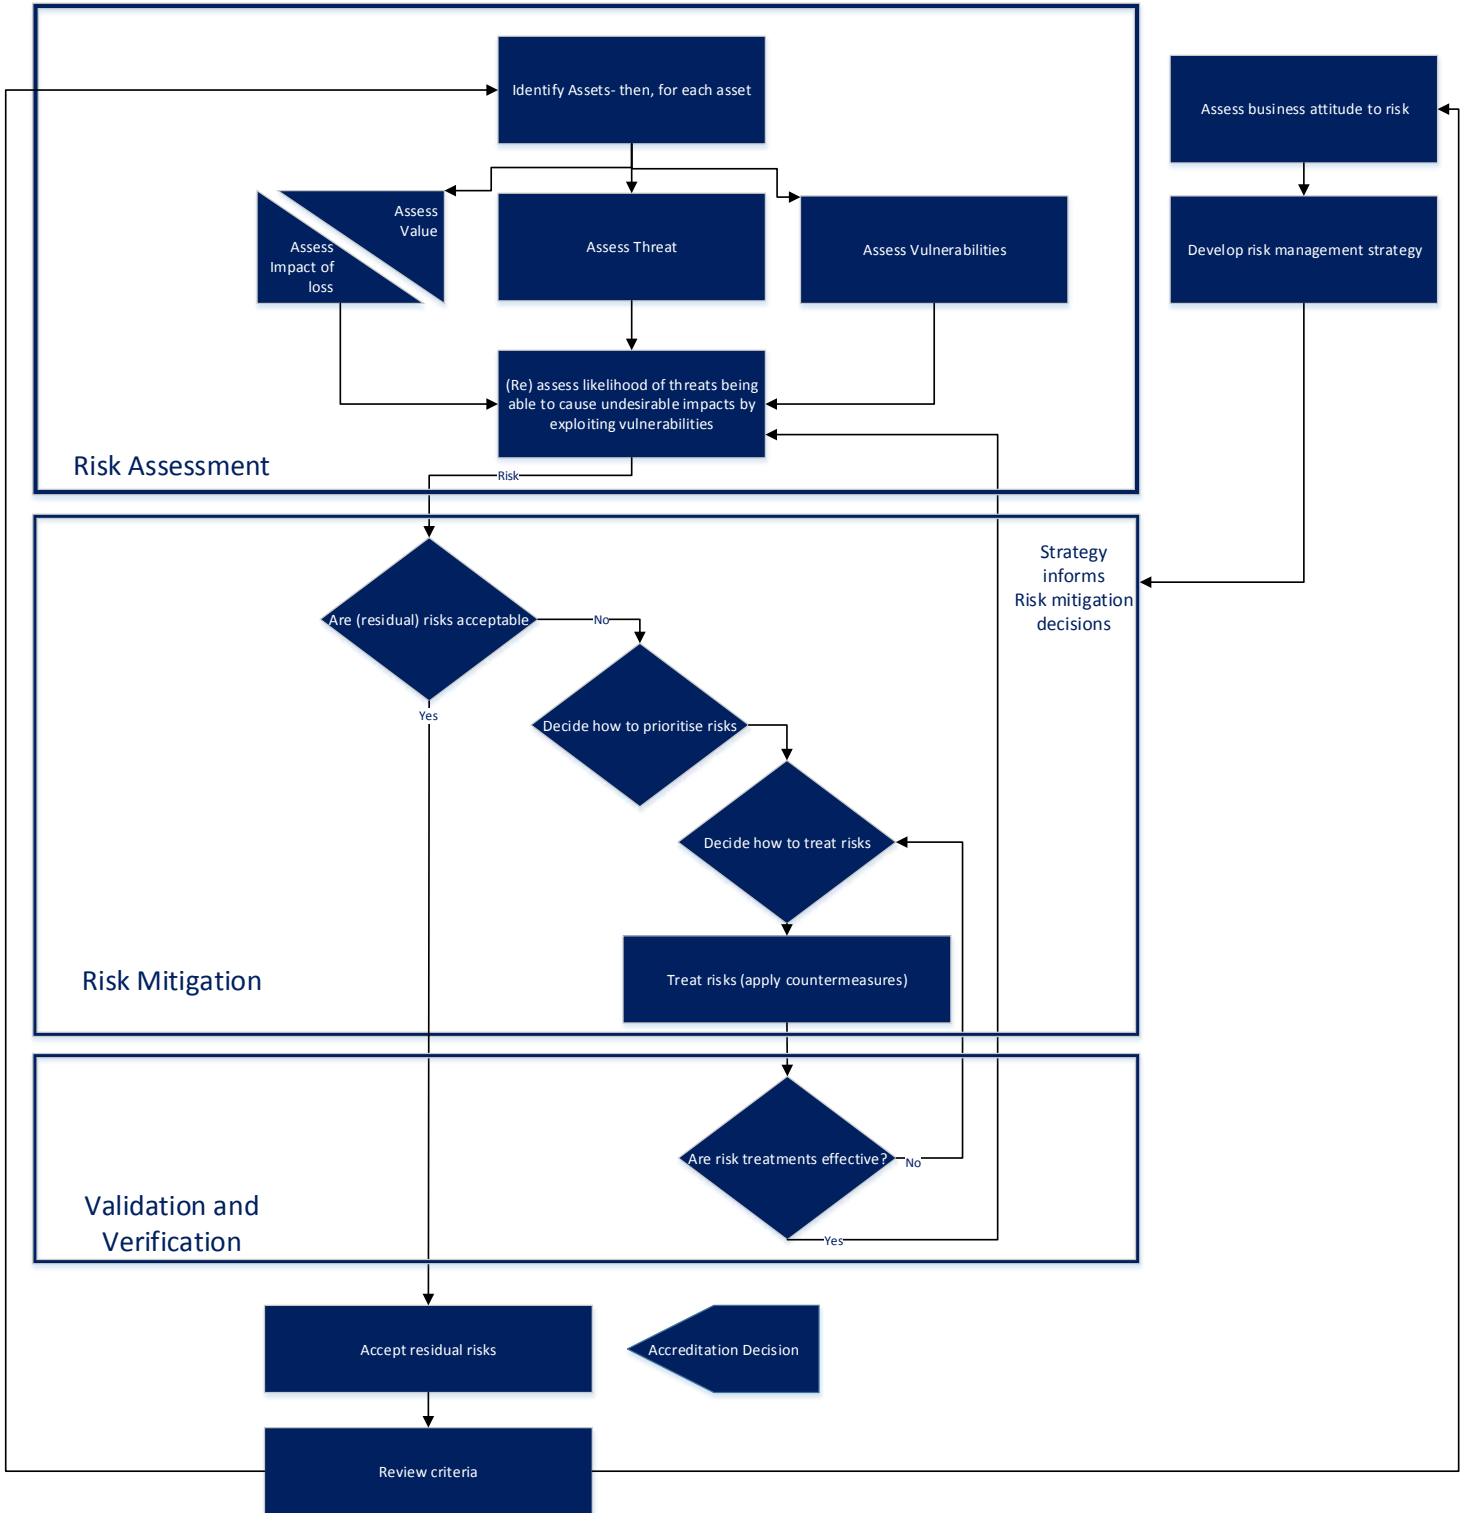 Identify Assets- then, for each asset
Assess business attitude to risk
Assess
Value
Assess
Impact of
loss
Assess Threat
Assess Vulnerabilities
Develop risk management strategy
(Re) assess likelihood of threats being
able to cause undesirable impacts by
exploiting vulnerabilities
Risk Assessment
Risk
Strategy
informs
Risk mitigation
decisions
Are (residual) risks acceptable
No
Yes
Decide how to prioritise risks
Decide how to treat risks
Treat risks (apply countermeasures)
Risk Mitigation
Are risk treatments effective?
No
Yes
Validation and
Verification
Accept residual risks
Accreditation Decision
Review criteria